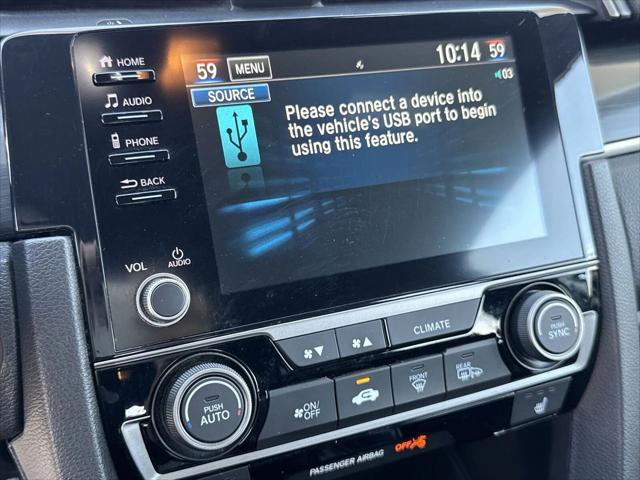 HOME
59 MENU 10:14 59
AUDIO
SOURCE 03
Please connect a device into
the vehicle's USB port to begin
using this feature.
PHONE
BACK
VOL AUDIO
CLIMATE
PUSH
SYNC
PUSH
AUTO
ON/
OFF
FRONT
REAR
PASSENGER AIRBAG OFF